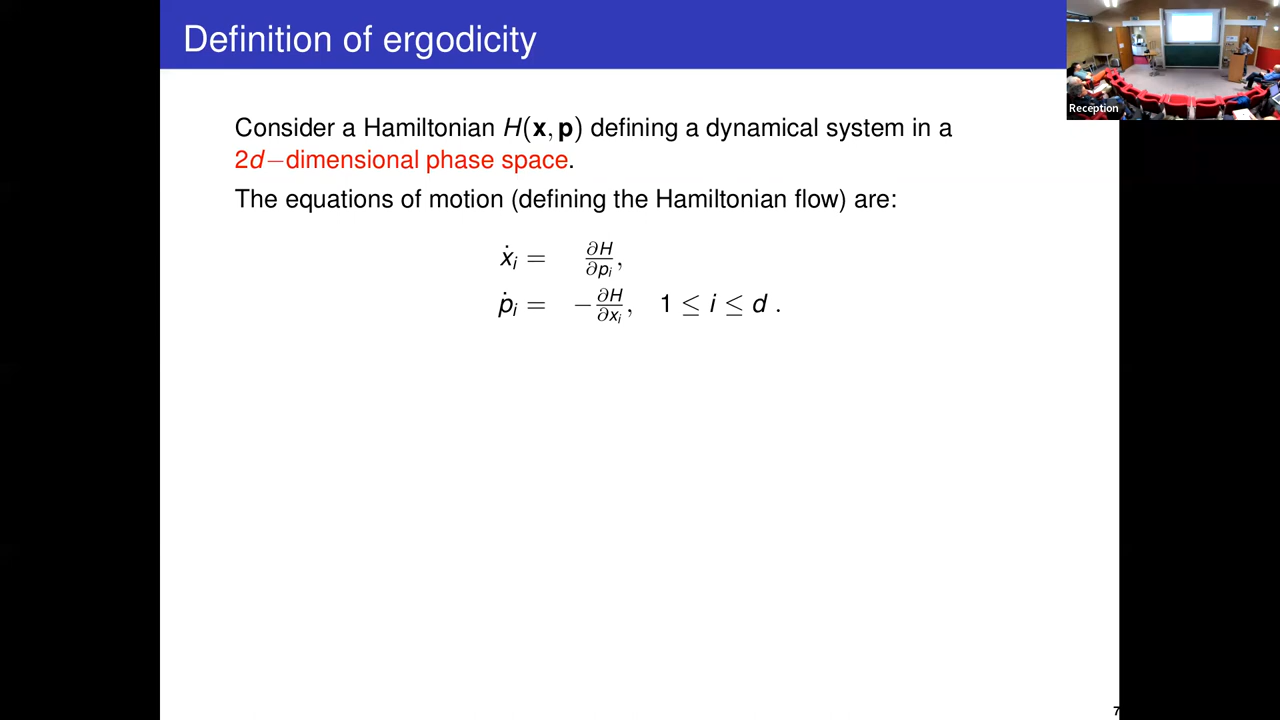 Definition of ergodicity
Reception
Consider a Hamiltonian H(x, p) defining a dynamical system in a
2d−dimensional phase space.
The equations of motion (defining the Hamiltonian flow) are:
ẋᵢ = ∂H/∂pᵢ,
ṗᵢ = −∂H/∂xᵢ, 1 ≤ i ≤ d .
7